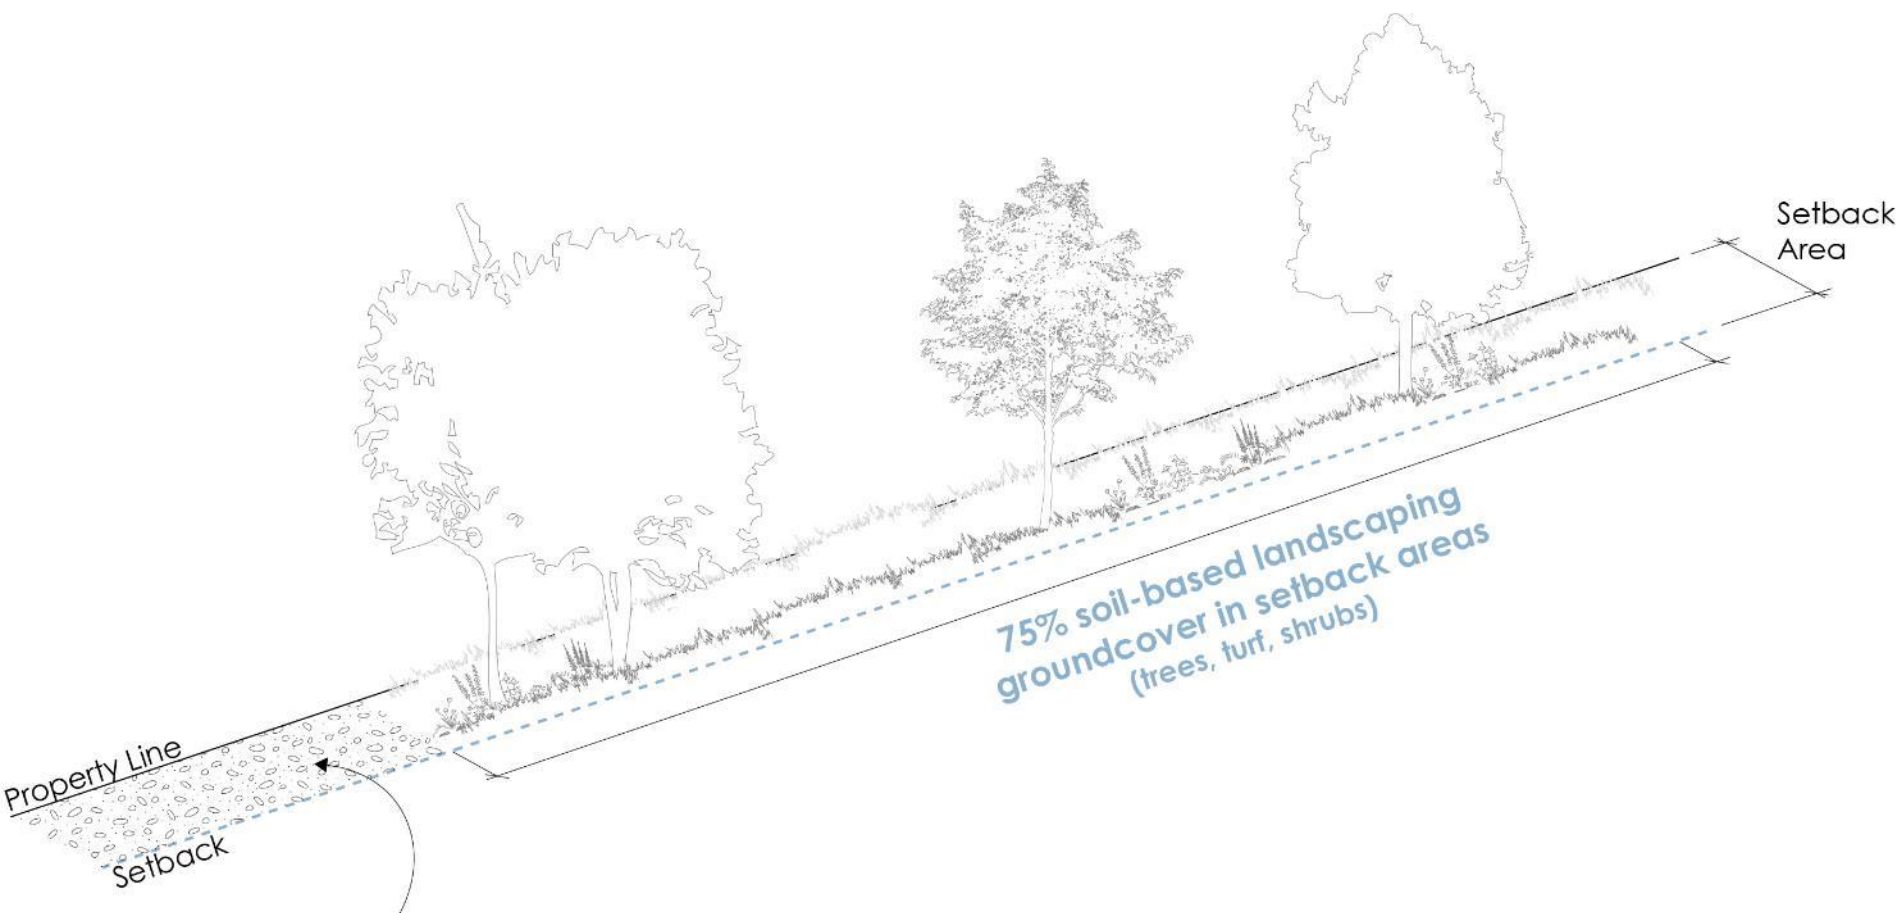 Setback
Area
75% soil-based landscaping
groundcover in setback areas
(trees, turf, shrubs)
Property Line
Setback